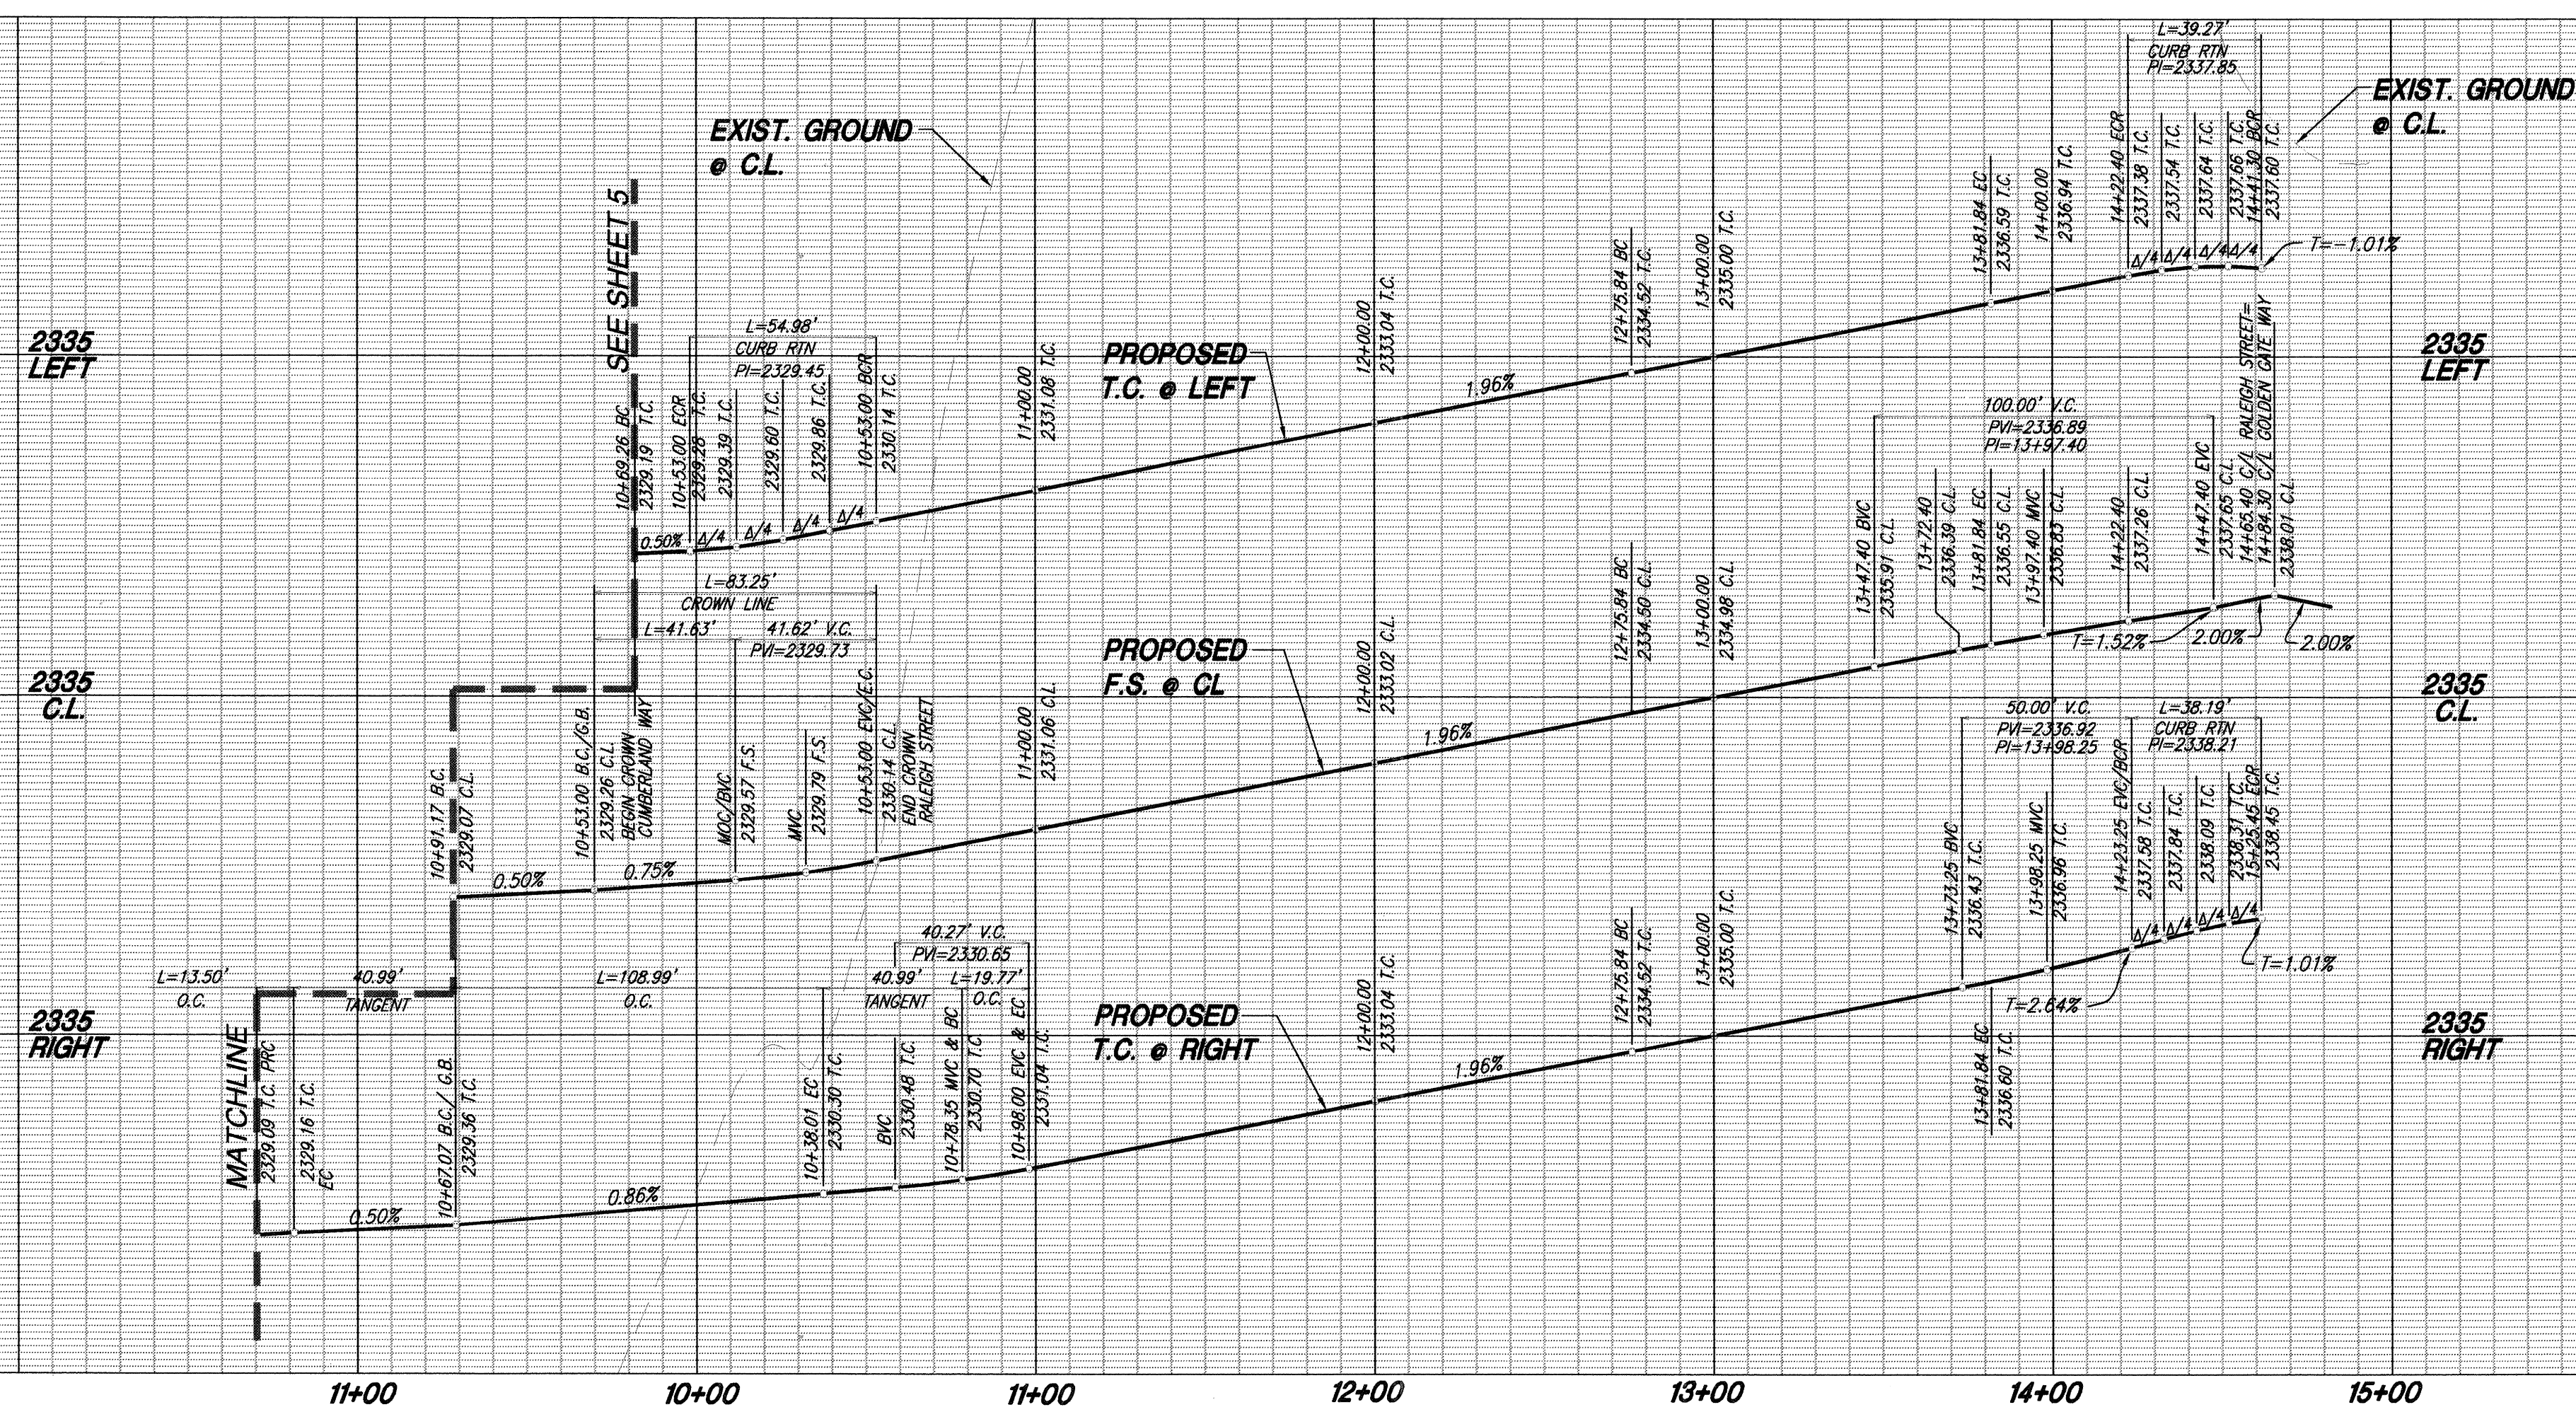 L=39.27'
CURB RTN
PI=2337.85
EXIST. GROUND
@ C.L.
EXIST. GROUND
@ C.L.
14+22.40 ECR
2337.38 T.C.
2337.54 T.C.
2337.64 T.C.
2337.66 T.C.
14+41.30 BCR
2337.60 T.C.
13+81.84 EC
2336.59 T.C.
14+00.00
2336.94 T.C.
Δ/4 Δ/4 Δ/4 Δ/4
T=-1.01%
SEE SHEET 5
12+75.84 BC
2334.52 T.C.
13+00.00
2335.00 T.C.
12+00.00
2333.04 T.C.
2335
LEFT
L=54.98'
CURB RTN
PI=2329.45
10+69.26 BC
2329.19 T.C.
10+53.00 ECR
2329.28 T.C.
2329.39 T.C.
2329.60 T.C.
2329.86 T.C.
10+53.00 BCR
2330.14 T.C.
11+00.00
2331.08 T.C.
PROPOSED
T.C. @ LEFT
1.96%
2335
LEFT
0.50%
Δ/4 Δ/4 Δ/4 Δ/4
100.00' V.C.
PVI=2336.89
PI=13+97.40
13+47.40 BVC
2335.91 C.L.
13+72.40
2336.39 C.L.
13+81.84 EC
2336.55 C.L.
13+97.40 MVC
2336.83 C.L.
14+22.40
2337.26 C.L.
14+47.40 EVC
2337.65 C.L.
14+65.40 C/L RALEIGH STREET=
14+84.30 C/L GOLDEN GATE WAY
2338.01 C.L.
T=1.52%
2.00%
2.00%
L=83.25'
CROWN LINE
L=41.63'
41.62' V.C.
PVI=2329.73
12+75.84 BC
2334.50 C.L.
13+00.00
2334.98 C.L.
12+00.00
2333.02 C.L.
PROPOSED
F.S. @ CL
1.96%
2335
C.L.
2335
C.L.
10+91.17 B.C.
2329.07 C.L.
10+53.00 B.C./G.B.
2329.26 C.L.
BEGIN CROWN
CUMBERLAND WAY
MOC/BVC
2329.57 F.S.
MVC
2329.79 F.S.
10+53.00 EVC/E.C.
2330.14 C.L.
END CROWN
RALEIGH STREET
11+00.00
2331.06 C.L.
0.50%
0.75%
50.00' V.C.
PVI=2336.92
PI=13+98.25
L=38.19'
CURB RTN
PI=2338.21
13+73.25 BVC
2336.43 T.C.
13+98.25 MVC
2336.96 T.C.
14+23.25 EVC/BCR
2337.58 T.C.
2337.84 T.C.
2338.09 T.C.
2338.31 T.C.
15+25.45 ECR
2338.45 T.C.
Δ/4 Δ/4 Δ/4 Δ/4
T=1.01%
T=2.64%
13+81.84 EC
2336.60 T.C.
40.27' V.C.
PVI=2330.65
L=13.50'
O.C.
40.99'
TANGENT
L=108.99'
O.C.
40.99'
TANGENT
L=19.77'
O.C.
12+00.00
2333.04 T.C.
12+75.84 BC
2334.52 T.C.
13+00.00
2335.00 T.C.
PROPOSED
T.C. @ RIGHT
1.96%
2335
RIGHT
2335
RIGHT
MATCHLINE
2329.09 T.C. PRC
2329.16 T.C.
EC
10+67.07 B.C./ G.B.
2329.36 T.C.
10+38.01 EC
2330.30 T.C.
BVC
2330.48 T.C.
10+78.35 MVC & BC
2330.70 T.C.
10+98.00 EVC & EC
2331.04 T.C.
0.50%
0.86%
11+00
10+00
11+00
12+00
13+00
14+00
15+00